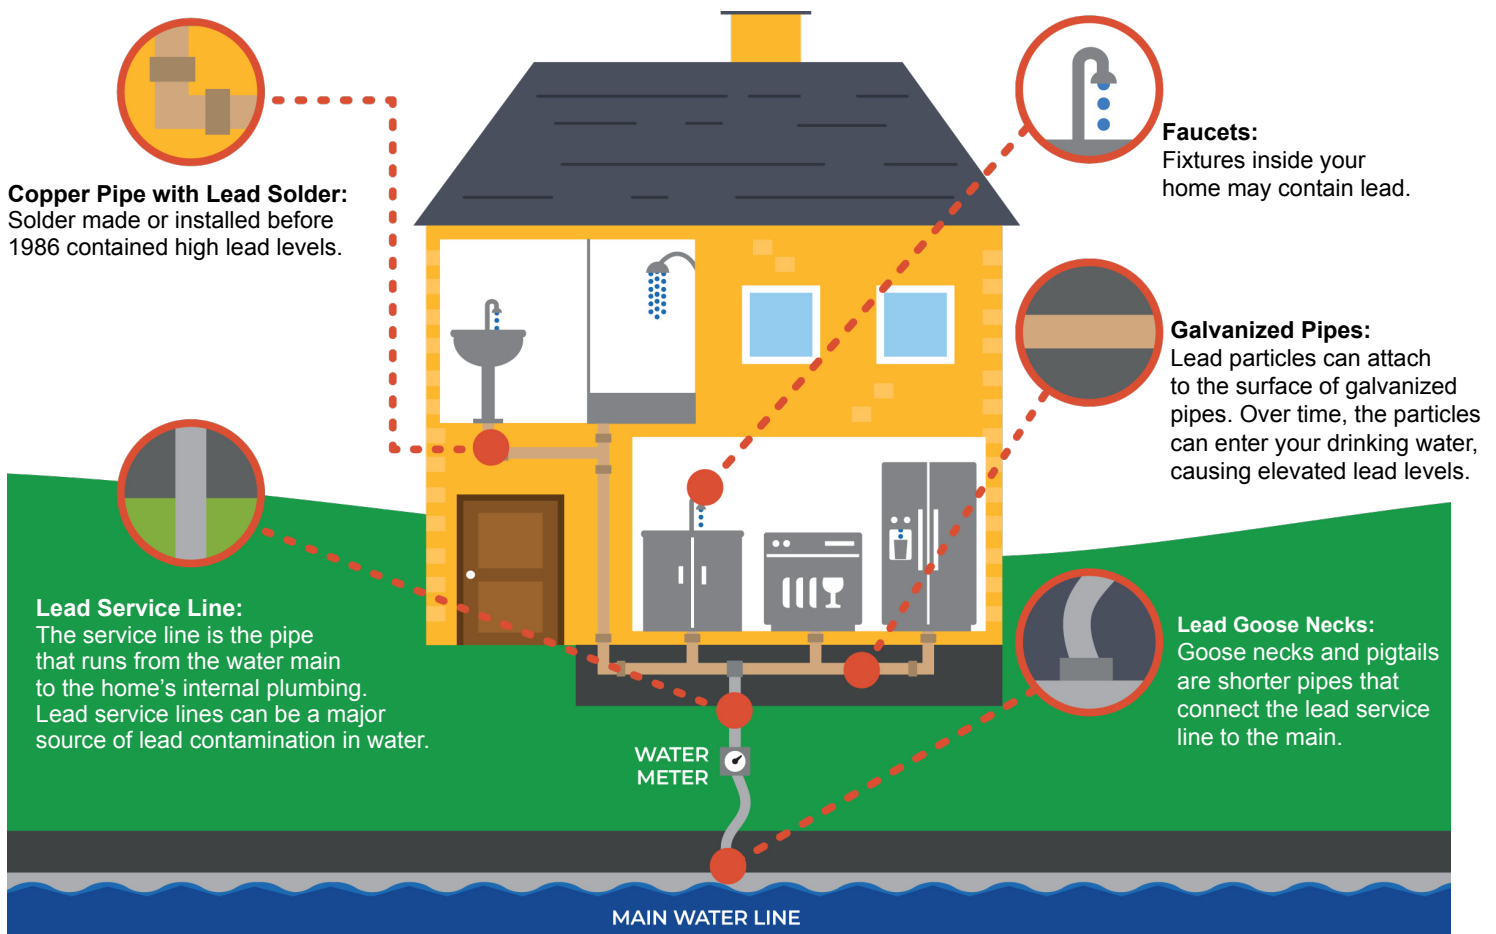 Copper Pipe with Lead Solder:
Solder made or installed before
1986 contained high lead levels.
Faucets:
Fixtures inside your
home may contain lead.
Galvanized Pipes:
Lead particles can attach
to the surface of galvanized
pipes. Over time, the particles
can enter your drinking water,
causing elevated lead levels.
Lead Service Line:
The service line is the pipe
that runs from the water main
to the home’s internal plumbing.
Lead service lines can be a major
source of lead contamination in water.
Lead Goose Necks:
Goose necks and pigtails
are shorter pipes that
connect the lead service
line to the main.
WATER
METER
MAIN WATER LINE